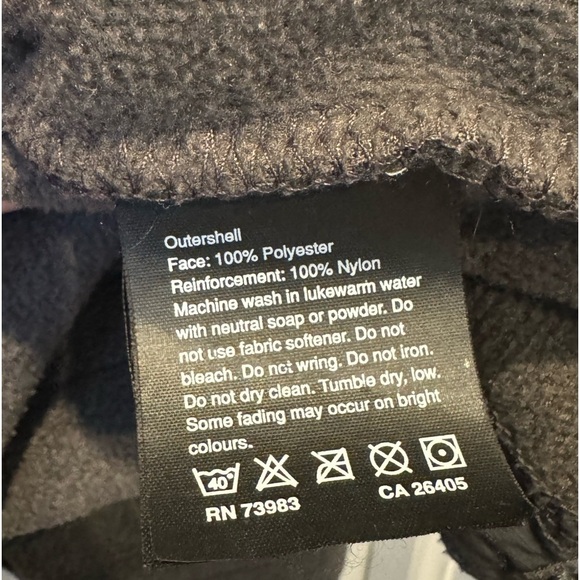 Outershell
Face: 100% Polyester
Reinforcement: 100% Nylon
Machine wash in lukewarm water
with neutral soap or powder. Do
not use fabric softener. Do not
bleach. Do not wring. Do not iron.
Do not dry clean. Tumble dry, low.
Some fading may occur on bright
colours.
40°
RN 73983
CA 26405